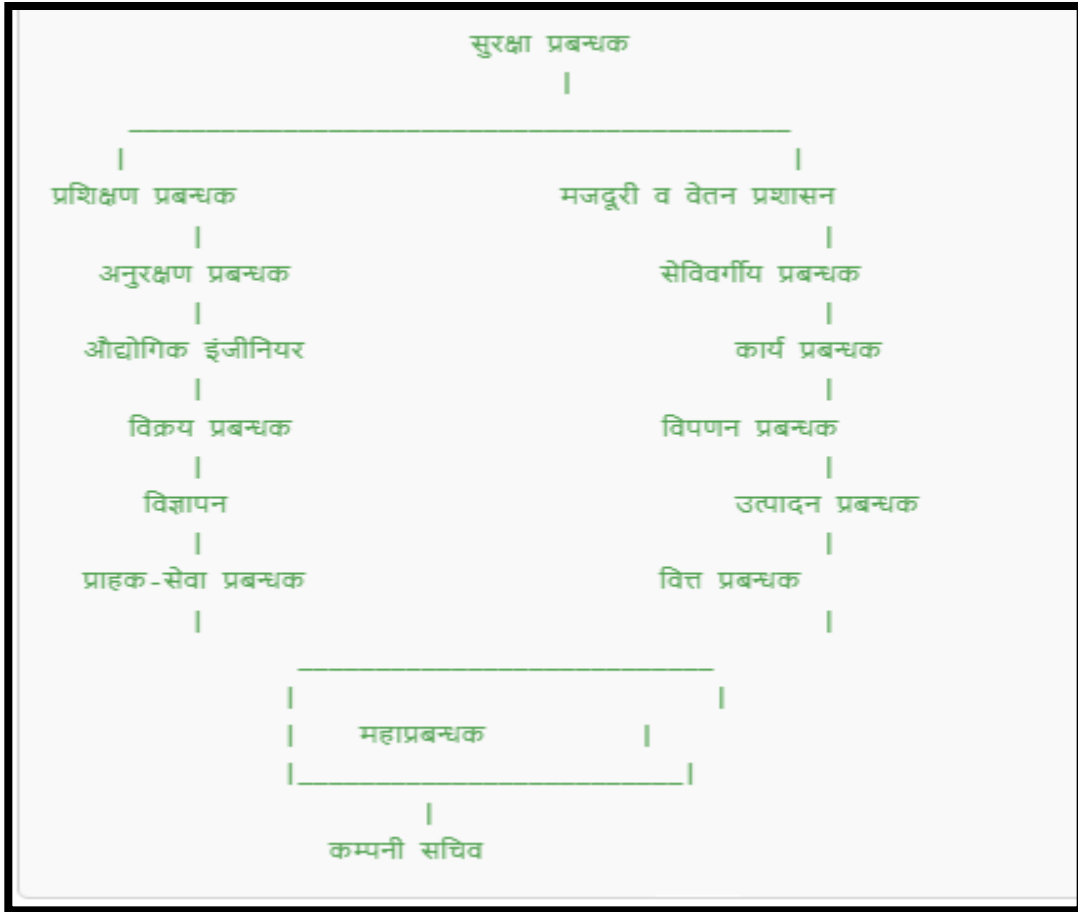 सुरक्षा प्रबन्धक
प्रशिक्षण प्रबन्धक मजदूरी व वेतन प्रशासन
अनुरक्षण प्रबन्धक सेविवर्गीय प्रबन्धक
औद्योगिक इंजीनियर कार्य प्रबन्धक
विक्रय प्रबन्धक विपणन प्रबन्धक
विज्ञापन उत्पादन प्रबन्धक
प्राहक-सेवा प्रबन्धक वित्त प्रबन्धक
महाप्रबन्धक
कम्पनी सचिव